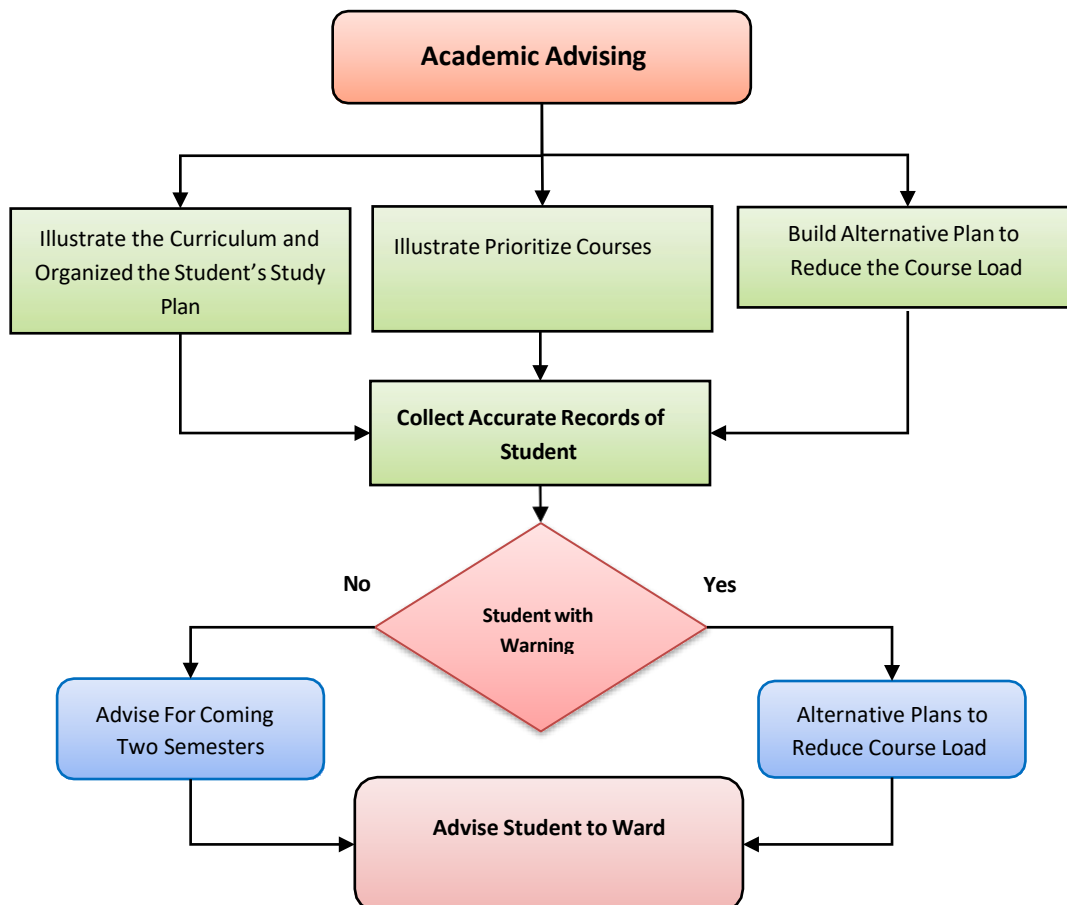 Academic Advising
Illustrate the Curriculum and
Organized the Student’s Study
Plan
Illustrate Prioritize Courses
Build Alternative Plan to
Reduce the Course Load
Collect Accurate Records of
Student
No
Yes
Student with
Warning
Advise For Coming
Two Semesters
Alternative Plans to
Reduce Course Load
Advise Student to Ward